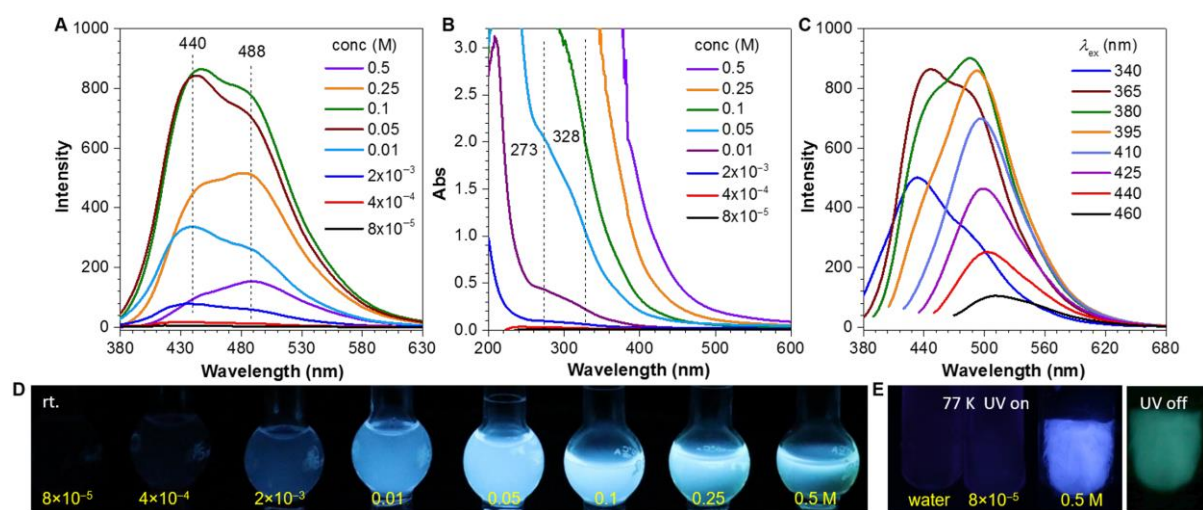 A
440
488
conc (M)
0.5
0.25
0.1
0.05
0.01
2x10⁻³
4x10⁻⁴
8x10⁻⁵
Intensity
1000
800
600
400
200
0
380 430 480 530 580 630
Wavelength (nm)
B
273
328
conc (M)
0.5
0.25
0.1
0.05
0.01
2x10⁻³
4x10⁻⁴
8x10⁻⁵
Abs
3.0
2.5
2.0
1.5
1.0
0.5
0.0
200 300 400 500 600
Wavelength (nm)
C
λex (nm)
340
365
380
395
410
425
440
460
Intensity
1000
800
600
400
200
0
380 440 500 560 620 680
Wavelength (nm)
D
rt.
8×10⁻⁵ 4×10⁻⁴ 2×10⁻³ 0.01 0.05 0.1 0.25 0.5 M
E
77 K UV on
UV off
water 8×10⁻⁵ 0.5 M